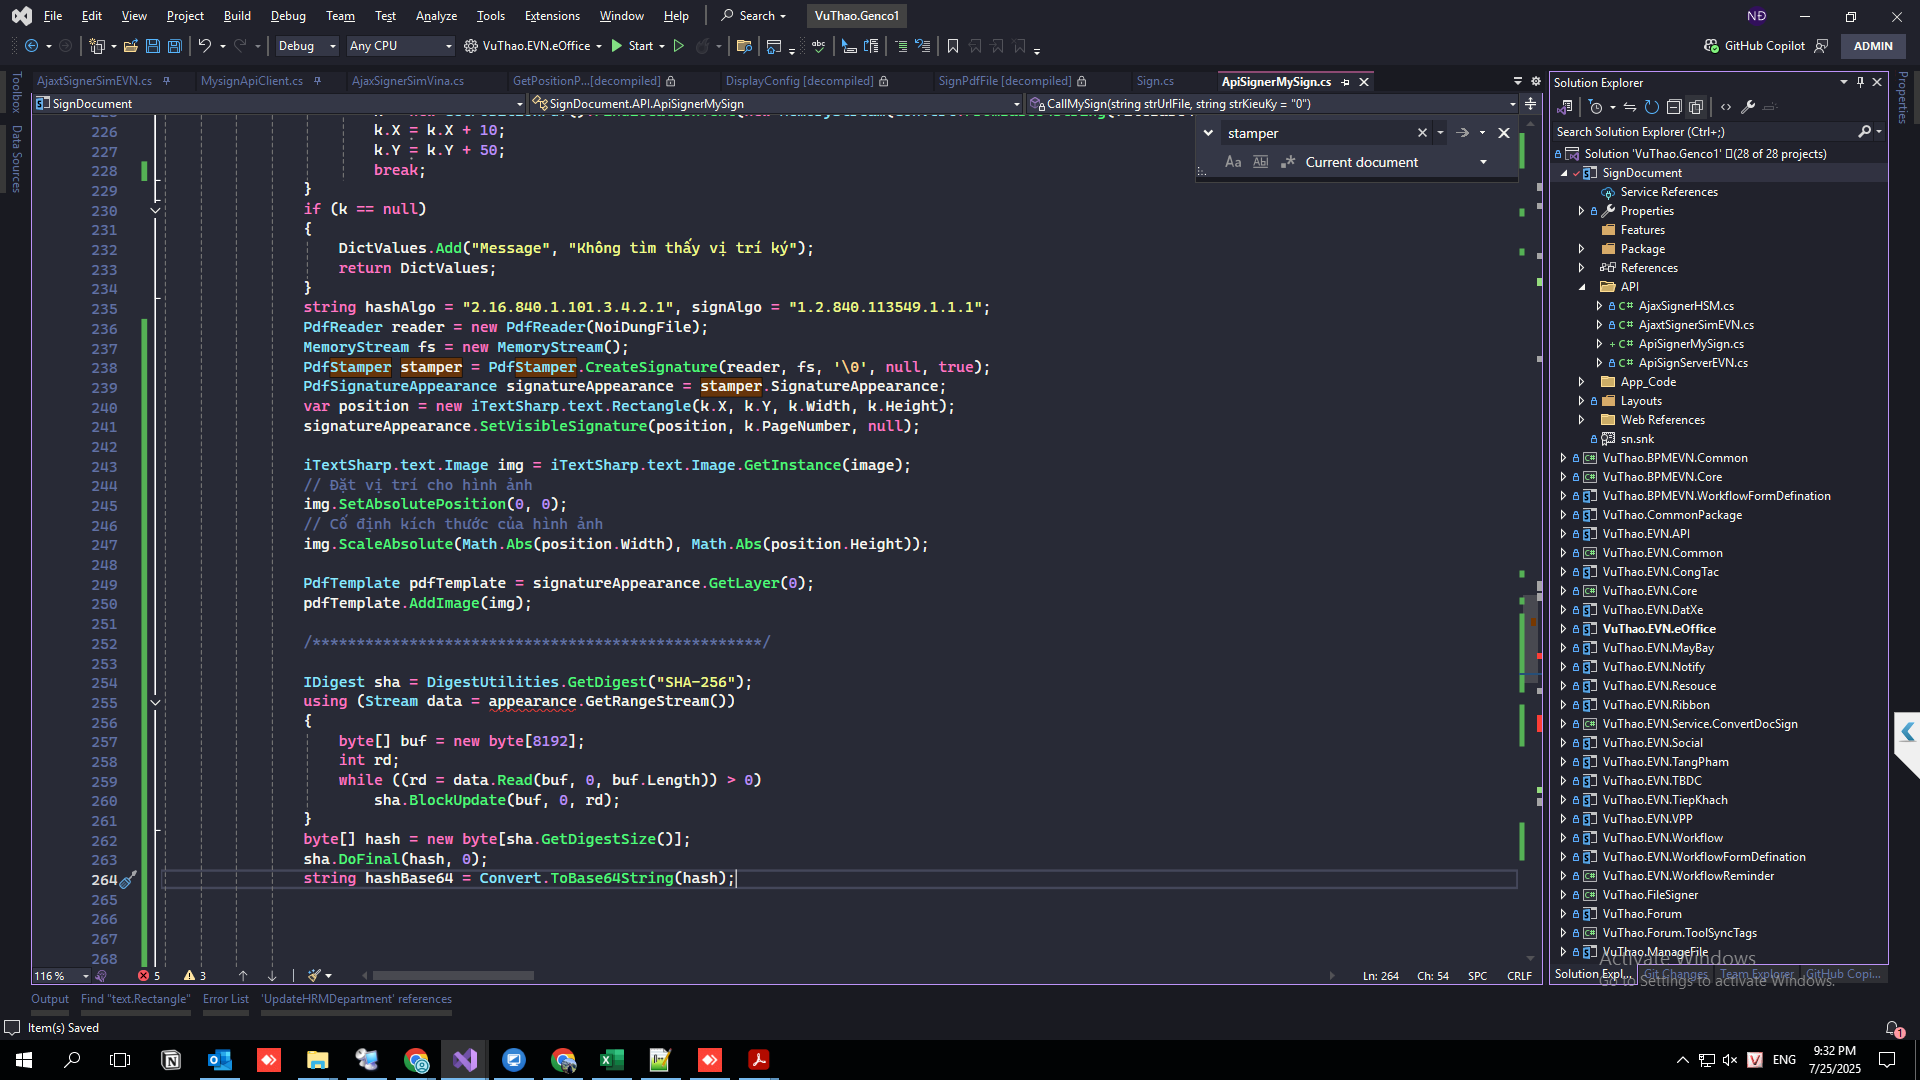 File Edit View Project Build Debug Team Test Analyze Tools Extensions Window Help Search VuThao.Genco1 NĐ
Debug Any CPU VuThao.EVN.eOffice Start GitHub Copilot ADMIN
AjaxtSignerSimEVN.cs MysignApiClient.cs AjaxSignerSimVina.cs GetPositionP...[decompiled] DisplayConfig [decompiled] SignPdfFile [decompiled] Sign.cs ApiSignerMySign.cs
SignDocument SignDocument.API.ApiSignerMySign CallMySign(string strUrlFile, string strKieuKy = "0")
Toolbox
Data Sources
stamper
Aa Ab Current document
226 k.X = k.X + 10;
227 k.Y = k.Y + 50;
228 break;
229 }
230 if (k == null)
231 {
232 DictValues.Add("Message", "Không tìm thấy vị trí ký");
233 return DictValues;
234 }
235 string hashAlgo = "2.16.840.1.101.3.4.2.1", signAlgo = "1.2.840.113549.1.1.1";
236 PdfReader reader = new PdfReader(NoiDungFile);
237 MemoryStream fs = new MemoryStream();
238 PdfStamper stamper = PdfStamper.CreateSignature(reader, fs, '\0', null, true);
239 PdfSignatureAppearance signatureAppearance = stamper.SignatureAppearance;
240 var position = new iTextSharp.text.Rectangle(k.X, k.Y, k.Width, k.Height);
241 signatureAppearance.SetVisibleSignature(position, k.PageNumber, null);
242
243 iTextSharp.text.Image img = iTextSharp.text.Image.GetInstance(image);
244 // Đặt vị trí cho hình ảnh
245 img.SetAbsolutePosition(0, 0);
246 // Cố định kích thước của hình ảnh
247 img.ScaleAbsolute(Math.Abs(position.Width), Math.Abs(position.Height));
248
249 PdfTemplate pdfTemplate = signatureAppearance.GetLayer(0);
250 pdfTemplate.AddImage(img);
251
252 /***************************************************/
253
254 IDigest sha = DigestUtilities.GetDigest("SHA-256");
255 using (Stream data = appearance.GetRangeStream())
256 {
257 byte[] buf = new byte[8192];
258 int rd;
259 while ((rd = data.Read(buf, 0, buf.Length)) > 0)
260 sha.BlockUpdate(buf, 0, rd);
261 }
262 byte[] hash = new byte[sha.GetDigestSize()];
263 sha.DoFinal(hash, 0);
264 string hashBase64 = Convert.ToBase64String(hash);
265
266
267
268
116 % 5 3 Ln: 264 Ch: 54 SPC CRLF
Output Find "text.Rectangle" Error List 'UpdateHRMDepartment' references
Item(s) Saved
Solution Explorer
Search Solution Explorer (Ctrl+;)
Solution 'VuThao.Genco1' (28 of 28 projects)
SignDocument
Service References
Properties
Features
Package
References
API
AjaxSignerHSM.cs
AjaxtSignerSimEVN.cs
ApiSignerMySign.cs
ApiSignServerEVN.cs
App_Code
Layouts
Web References
sn.snk
VuThao.BPMEVN.Common
VuThao.BPMEVN.Core
VuThao.BPMEVN.WorkflowFormDefination
VuThao.CommonPackage
VuThao.EVN.API
VuThao.EVN.Common
VuThao.EVN.CongTac
VuThao.EVN.Core
VuThao.EVN.DatXe
VuThao.EVN.eOffice
VuThao.EVN.MayBay
VuThao.EVN.Notify
VuThao.EVN.Resouce
VuThao.EVN.Ribbon
VuThao.EVN.Service.ConvertDocSign
VuThao.EVN.Social
VuThao.EVN.TangPham
VuThao.EVN.TBDC
VuThao.EVN.TiepKhach
VuThao.EVN.VPP
VuThao.EVN.Workflow
VuThao.EVN.WorkflowFormDefination
VuThao.EVN.WorkflowReminder
VuThao.FileSigner
VuThao.Forum
VuThao.Forum.ToolSyncTags
VuThao.ManageFile
Solution Expl... Git Changes Team Explorer GitHub Copi...
Activate Windows
Go to Settings to activate Windows.
Properties
1
ENG
9:32 PM
7/25/2025